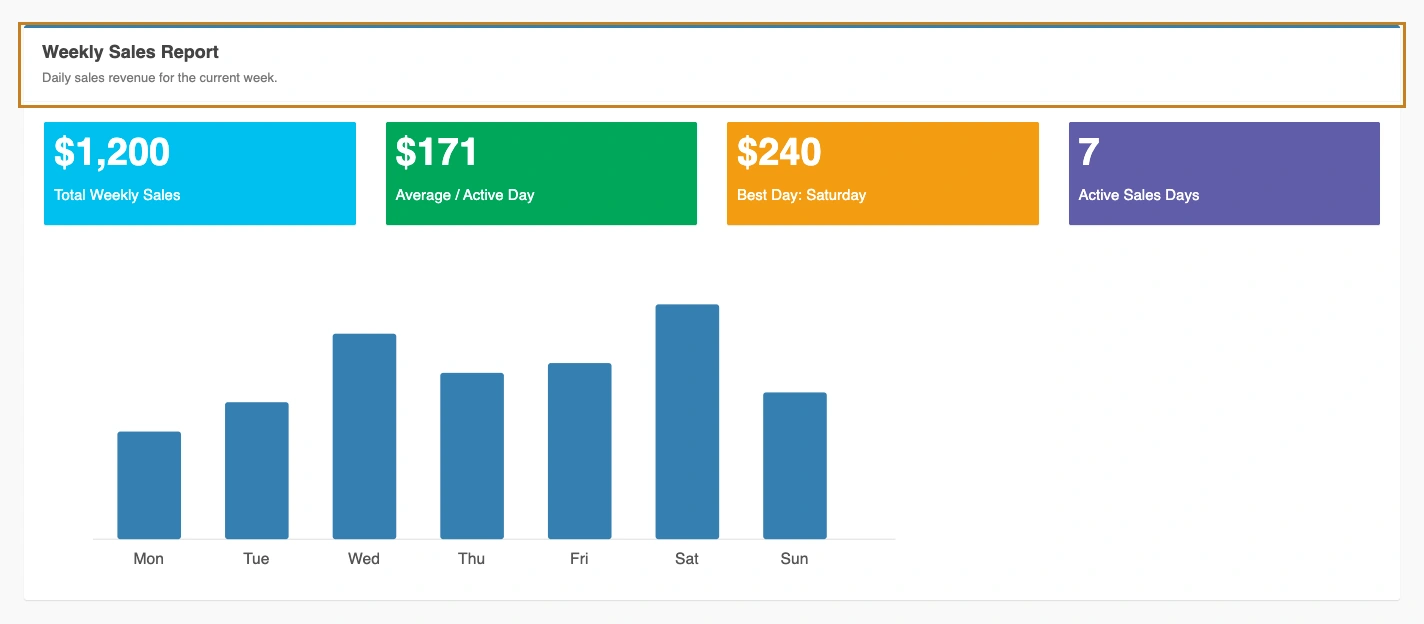 Weekly Sales Report
Daily sales revenue for the current week.
$1,200
Total Weekly Sales
$171
Average / Active Day
$240
Best Day: Saturday
7
Active Sales Days
Mon Tue Wed Thu Fri Sat Sun